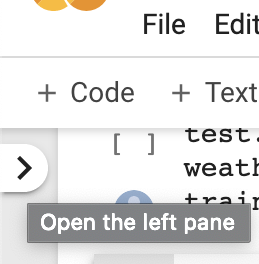 File Edit
+ Code + Text
[ ] test.
weath
train
Open the left pane